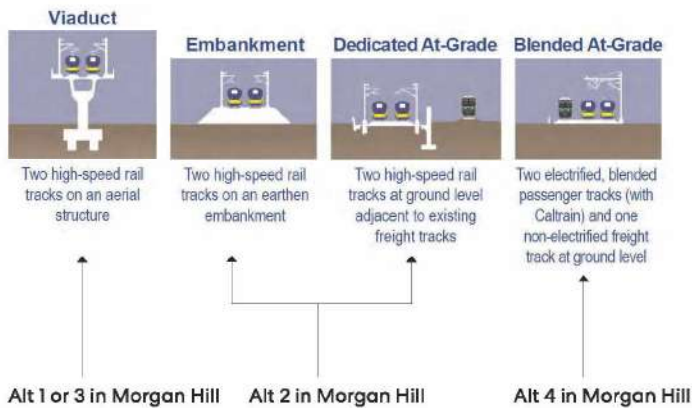 Viaduct
Two high-speed rail
tracks on an aerial
structure
Embankment
Two high-speed rail
tracks on an earthen
embankment
Dedicated At-Grade
Two high-speed rail
tracks at ground level
adjacent to existing
freight tracks
Blended At-Grade
Two electrified, blended
passenger tracks (with
Caltrain) and one
non-electrified freight
track at ground level
Alt 1 or 3 in Morgan Hill
Alt 2 in Morgan Hill
Alt 4 in Morgan Hill